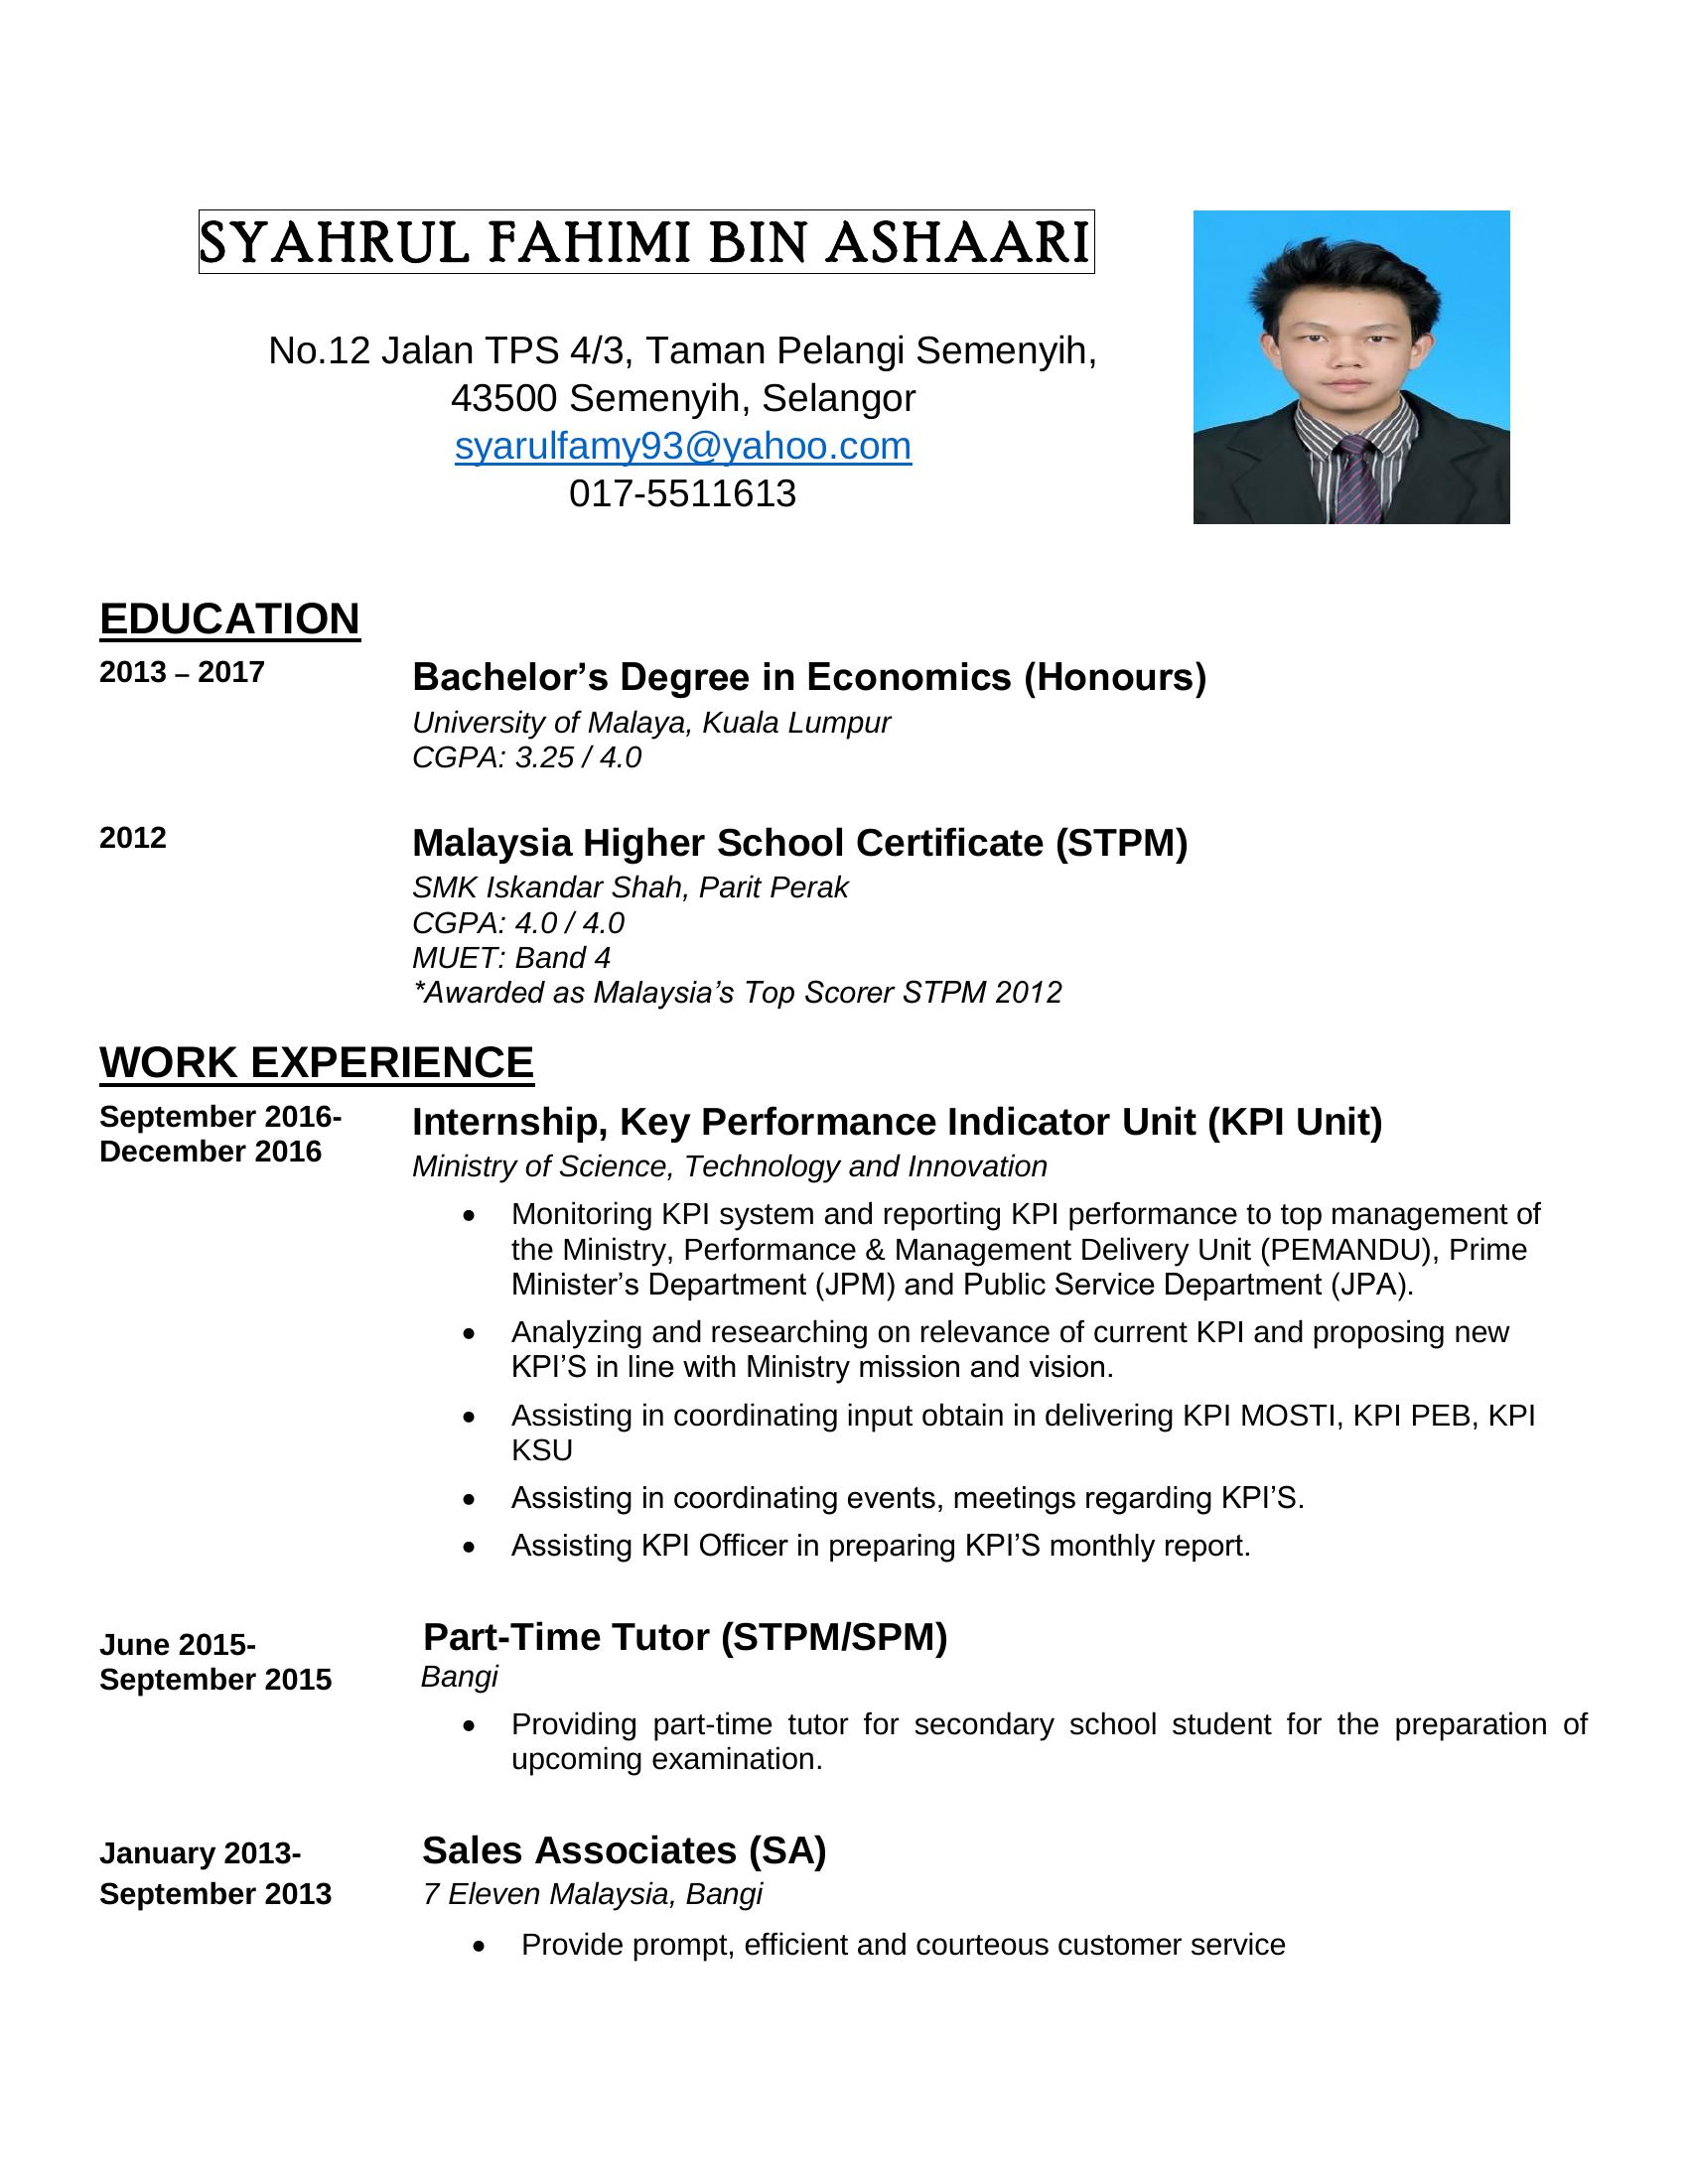 SYAHRUL FAHIMI BIN ASHAARI
No.12 Jalan TPS 4/3, Taman Pelangi Semenyih,
43500 Semenyih, Selangor
syarulfamy93@yahoo.com
017-5511613
EDUCATION
2013 – 2017
Bachelor’s Degree in Economics (Honours)
University of Malaya, Kuala Lumpur
CGPA: 3.25 / 4.0
2012
Malaysia Higher School Certificate (STPM)
SMK Iskandar Shah, Parit Perak
CGPA: 4.0 / 4.0
MUET: Band 4
*Awarded as Malaysia’s Top Scorer STPM 2012
WORK EXPERIENCE
September 2016-
December 2016
Internship, Key Performance Indicator Unit (KPI Unit)
Ministry of Science, Technology and Innovation
• Monitoring KPI system and reporting KPI performance to top management of
the Ministry, Performance & Management Delivery Unit (PEMANDU), Prime
Minister’s Department (JPM) and Public Service Department (JPA).
• Analyzing and researching on relevance of current KPI and proposing new
KPI’S in line with Ministry mission and vision.
• Assisting in coordinating input obtain in delivering KPI MOSTI, KPI PEB, KPI
KSU
• Assisting in coordinating events, meetings regarding KPI’S.
• Assisting KPI Officer in preparing KPI’S monthly report.
June 2015-
September 2015
Part-Time Tutor (STPM/SPM)
Bangi
• Providing part-time tutor for secondary school student for the preparation of
upcoming examination.
January 2013-
September 2013
Sales Associates (SA)
7 Eleven Malaysia, Bangi
• Provide prompt, efficient and courteous customer service